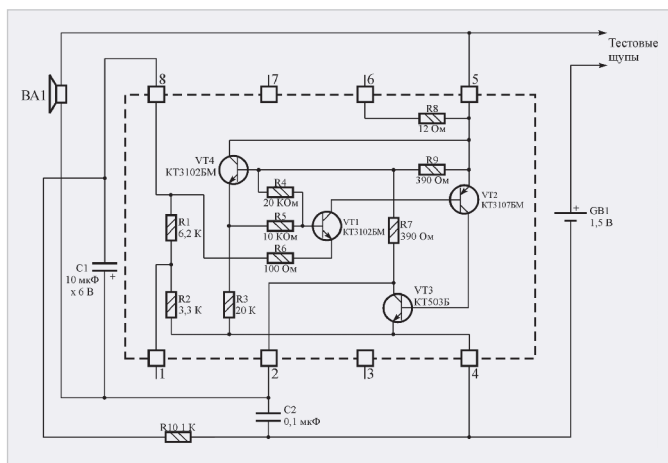 Тестовые
щупы
BA1
8
7
6
5
R8
12 Ом
VT4
КТ3102БМ
R9
390 Ом
R4
20 КОм
VT2
КТ3107БМ
R1
6,2 К
R5
10 КОм
VT1
КТ3102БМ
R7
390 Ом
+
GB1
1,5 В
R6
100 Ом
C1
10 мкФ
х 6 В
+
R2
3,3 К
R3
20 К
VT3
КТ503Б
1
2
3
4
C2
0,1 мкФ
R10 1 К